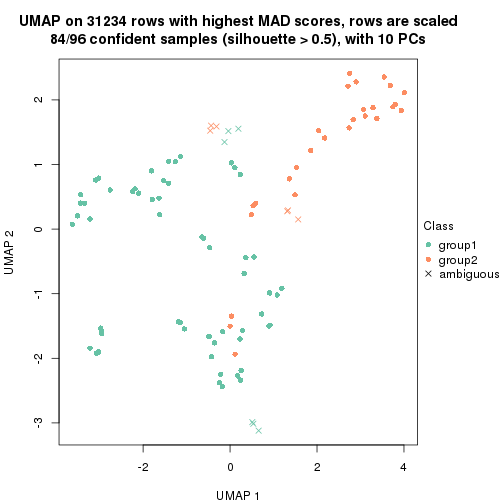 UMAP on 31234 rows with highest MAD scores, rows are scaled
84/96 confident samples (silhouette > 0.5), with 10 PCs
2
1
0
-1
-2
-3
UMAP 2
-2
0
2
4
UMAP 1
Class
group1
group2
ambiguous